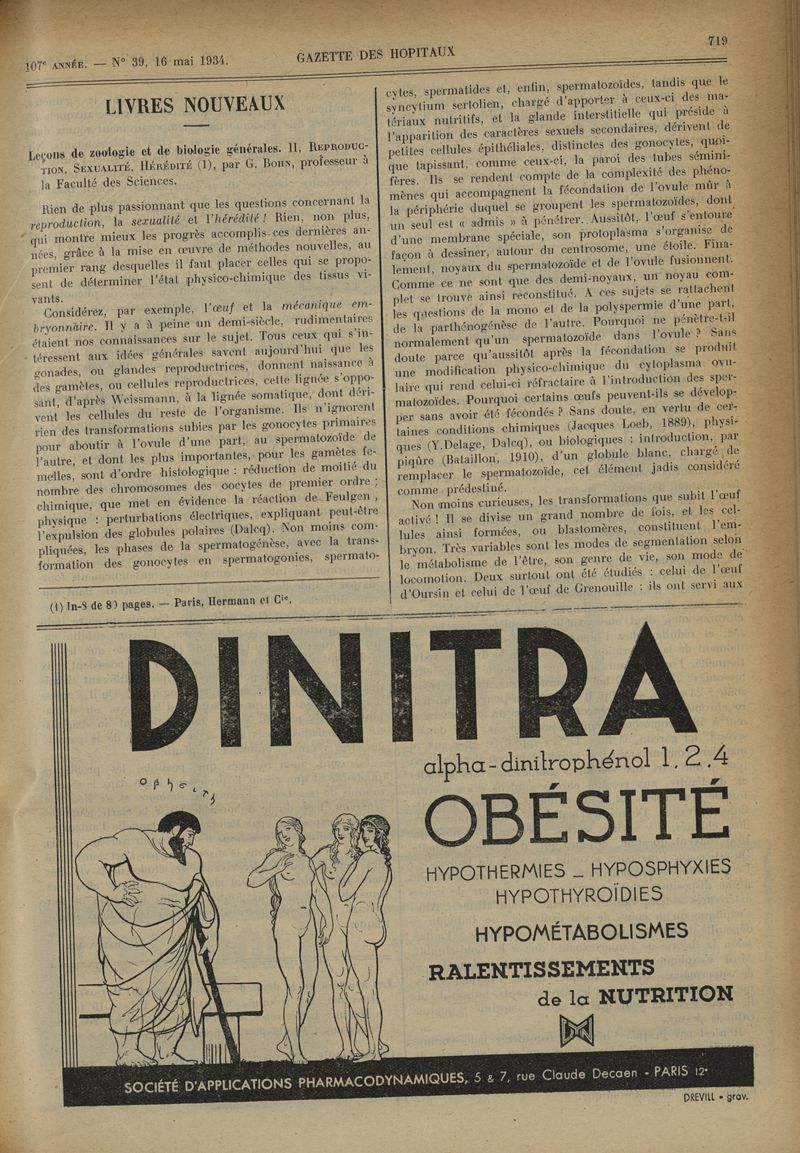 107e ANNÉE. — N° 39, 16 mai 1934.
GAZETTE DES HOPITAUX
719
LIVRES NOUVEAUX
Leçons de zoologie et de biologie générales. II, REPRODUC-
TION, SEXUALITÉ, HÉRÉDITÉ (1), par G. BOHN, professeur à
la Faculté des Sciences.
Rien de plus passionnant que les questions concernant la
reproduction, la sexualité et l'hérédité ! Rien, non plus,
qui montre mieux les progrès accomplis ces dernières an-
nées, grâce à la mise en œuvre de méthodes nouvelles, au
premier rang desquelles il faut placer celles qui se propo-
sent de déterminer l'état physico-chimique des tissus vi-
vants.
Considérez, par exemple, l'œuf et la mécanique em-
bryonnaire. Il y a à peine un demi-siècle, rudimentaires
étaient nos connaissances sur le sujet. Tous ceux qui s'in-
téressent aux idées générales savent aujourd'hui que les
gonades, ou glandes reproductrices, donnent naissance à
des gamètes, ou cellules reproductrices, cette lignée s'oppo-
sant, d'après Weissmann, à la lignée somatique, dont déri-
vent les cellules du reste de l'organisme. Ils n'ignorent
rien des transformations subies par les gonocytes primaires
pour aboutir à l'ovule d'une part, au spermatozoïde de
l'autre, et dont les plus importantes, pour les gamètes fe-
melles, sont d'ordre histologique : réduction de moitié du
nombre des chromosomes des oocytes de premier ordre ;
chimique, que met en évidence la réaction de Feulgen ,
physique : perturbations électriques, expliquant peut-être
l'expulsion des globules polaires (Dalcq). Non moins com-
pliquées, les phases de la spermatogénèse, avec la trans-
formation des gonocytes en spermatogonies, spermato-
(1) In-8 de 80 pages. — Paris, Hermann et Cie.
cytes, spermatides et, enfin, spermatozoïdes, tandis que le
syncytium sertolien, chargé d'apporter à ceux-ci des ma-
tériaux nutritifs, et la glande interstitielle qui préside à
l'apparition des caractères sexuels secondaires, dérivent de
petites cellules épithéliales, distinctes des gonocytes, quoi-
que tapissant, comme ceux-ci, la paroi des tubes séminí-
fères. Ils se rendent compte de la complexité des phéno-
mènes qui accompagnent la fécondation de l'ovule mûr à
la périphérie duquel se groupent les spermatozoïdes, dont
un seul est « admis » à pénétrer. Aussitôt, l'œuf s'entoure
d'une membrane spéciale, son protoplasma s'organise de
façon à dessiner, autour du centrosome, une étoile. Fina-
lement, noyaux du spermatozoïde et de l'ovule fusionnent.
Comme ce ne sont que des demi-noyaux, un noyau com-
plet se trouve ainsi reconstitué. A ces sujets se rattachent
les questions de la mono et de la polyspermie d'une part,
de la parthénogénèse de l'autre. Pourquoi ne pénètre-t-il
normalement qu'un spermatozoïde dans l'ovule ? Sans
doute parce qu'aussitôt après la fécondation se produit
une modification physico-chimique du cytoplasma ovu-
laire qui rend celui-ci réfractaire à l'introduction des sper-
matozoïdes. Pourquoi certains œufs peuvent-ils se dévelop-
per sans avoir été fécondés ? Sans doute, en vertu de cer-
taines conditions chimiques (Jacques Loeb, 1889), physi-
ques (Y. Delage, Dalcq), ou biologiques : introduction, par
piqûre (Bataillon, 1910), d'un globule blanc, chargé de
remplacer le spermatozoïde, cet élément jadis considéré
comme prédestiné.
Non moins curieuses, les transformations que subit l'œuf
activé ! Il se divise un grand nombre de fois, et les cel-
lules ainsi formées, ou blastomères, constituent l'em-
bryon. Très variables sont les modes de segmentation selon
le métabolisme de l'être, son genre de vie, son mode de
locomotion. Deux surtout ont été étudiés : celui de l'œuf
d'Oursin et celui de l'œuf de Grenouille : ils ont servi aux
DINITRA
alpha-dinitrophénol 1, 2, 4
OBÉSITÉ
HYPOTHERMIES _ HYPOSPHYXIES
HYPOTHYROÏDIES
HYPOMÉTABOLISMES
RALENTISSEMENTS
de la NUTRITION
SOCIÉTÉ D'APPLICATIONS PHARMACODYNAMIQUES, 5 & 7, rue Claude Decaen - PARIS 12e
DREVILL • grav.